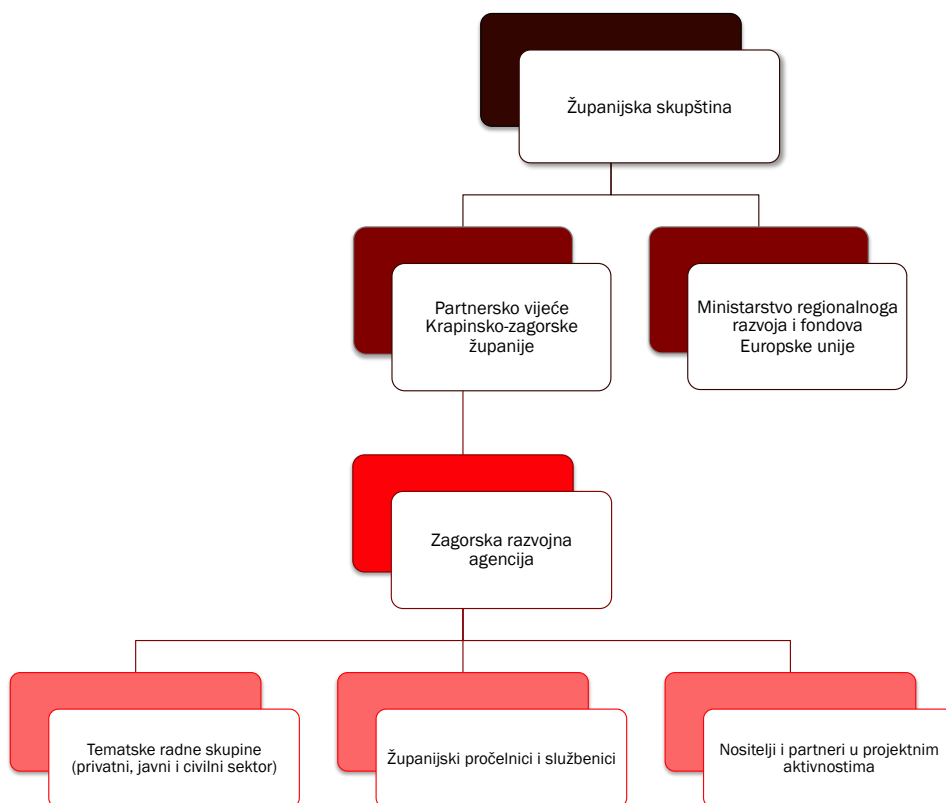 Županijska skupština
Partnersko vijeće
Krapinsko-zagorske
županije
Ministarstvo regionalnoga
razvoja i fondova
Europske unije
Zagorska razvojna
agencija
Tematske radne skupine
(privatni, javni i civilni sektor)
Županijski pročelnici i službenici
Nositelji i partneri u projektnim
aktivnostima